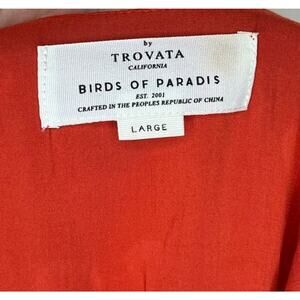 by
TROVATA
CALIFORNIA
BIRDS OF PARADIS
EST. 2001
CRAFTED IN THE PEOPLES REPUBLIC OF CHINA
LARGE